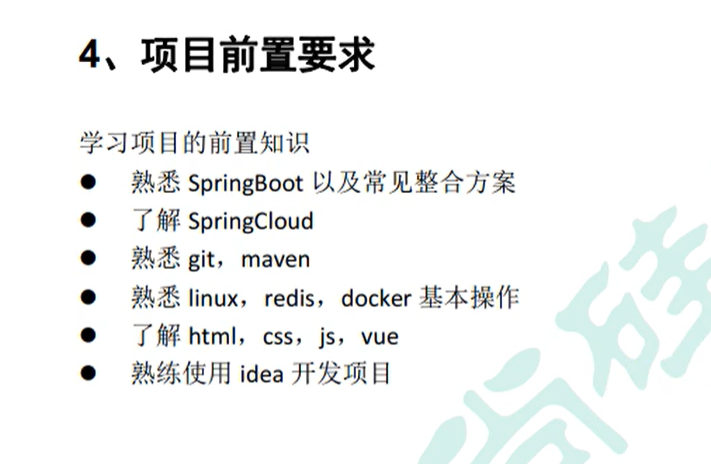 4、项目前置要求
学习项目的前置知识
● 熟悉 SpringBoot 以及常见整合方案
● 了解 SpringCloud
● 熟悉 git，maven
● 熟悉 linux，redis，docker 基本操作
● 了解 html，css，js，vue
● 熟练使用 idea 开发项目
尚硅